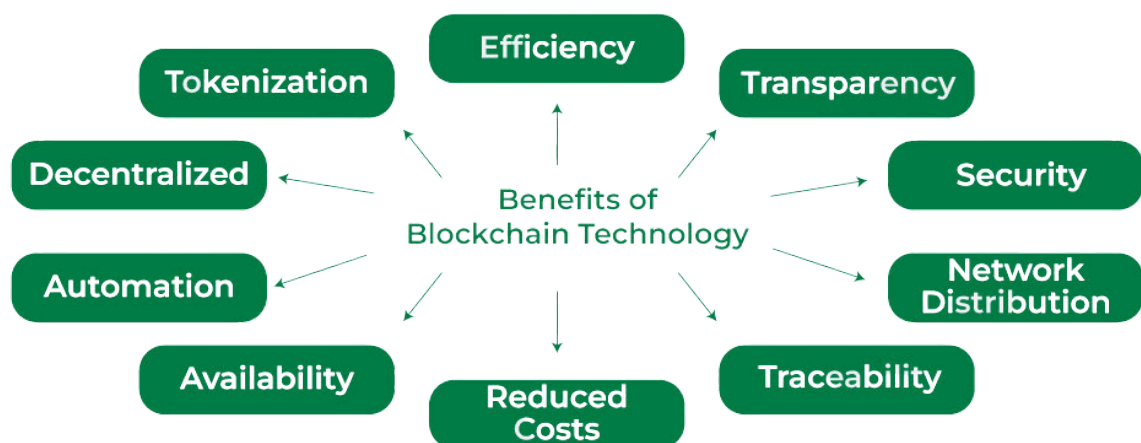 Efficiency
Tokenization
Transparency
Decentralized
Security
Benefits of
Blockchain Technology
Automation
Network
Distribution
Availability
Traceability
Reduced
Costs